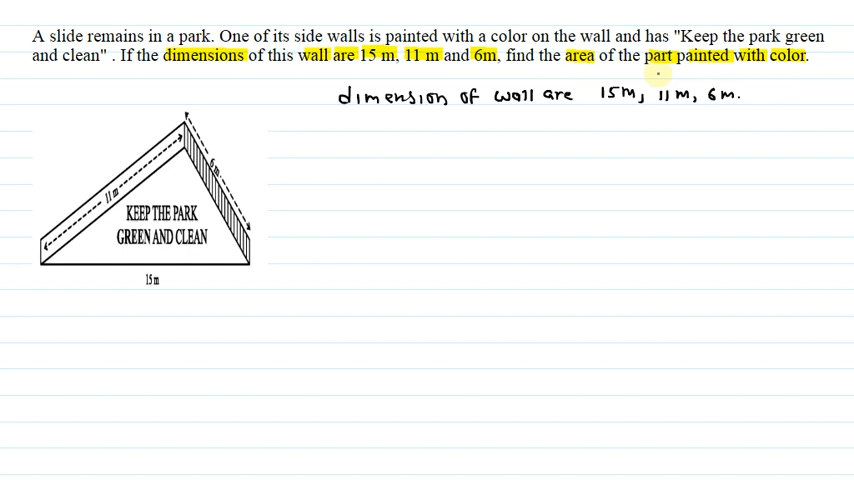 A slide remains in a park. One of its side walls is painted with a color on the wall and has "Keep the park green
and clean" . If the dimensions of this wall are 15 m, 11 m and 6m, find the area of the part painted with color.
dimension of wall are 15m, 11m, 6m.
6 m
11 m
KEEP THE PARK
GREEN AND CLEAN
15 m